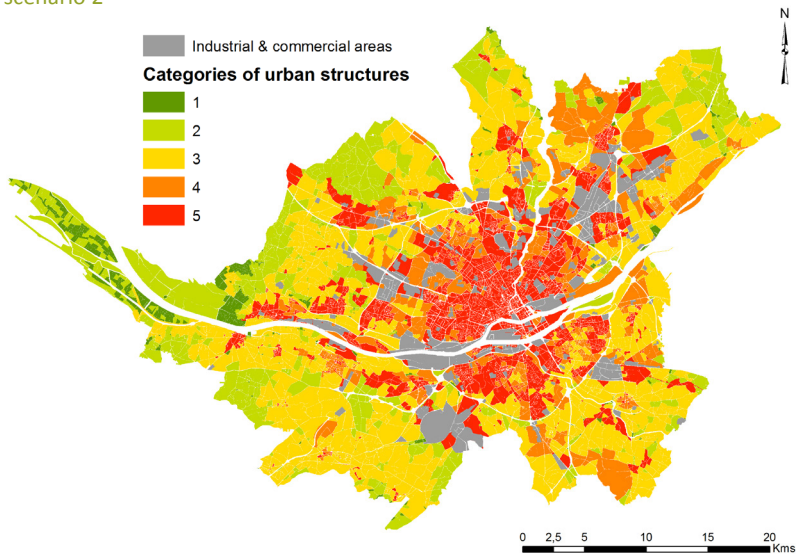 scenario 2
N
Industrial & commercial areas
Categories of urban structures
1
2
3
4
5
0 2,5 5 10 15 20
Kms